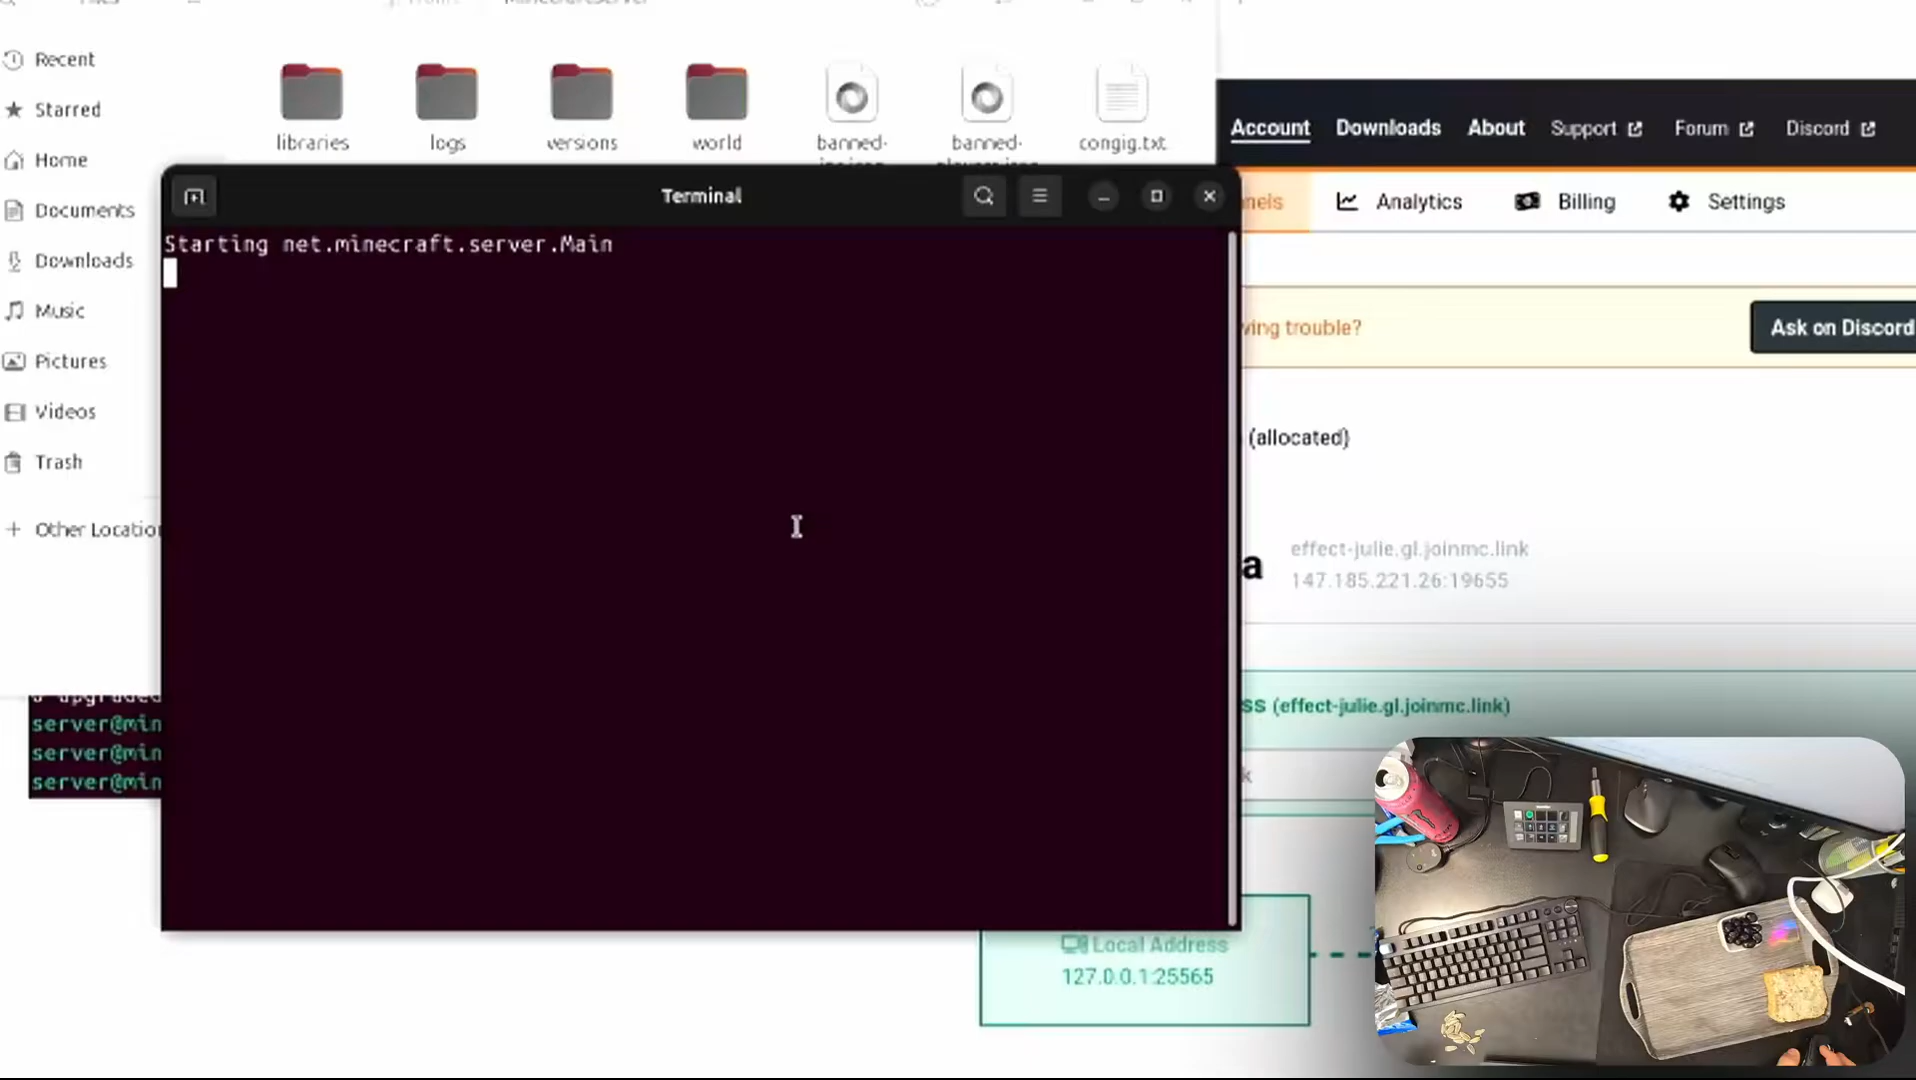 Recent
Starred
Home
Documents
Downloads
Music
Pictures
Videos
Trash
Other Location
libraries
logs
versions
world
banned-
banned-
congig.txt
Terminal
Starting net.minecraft.server.Main
server@min
server@min
server@min
Account Downloads About Support Forum Discord
nels Analytics Billing Settings
ving trouble? Ask on Discord
(allocated)
a
effect-julie.gl.joinmc.link
147.185.221.26:19655
ss (effect-julie.gl.joinmc.link)
k
Local Address
127.0.0.1:25565